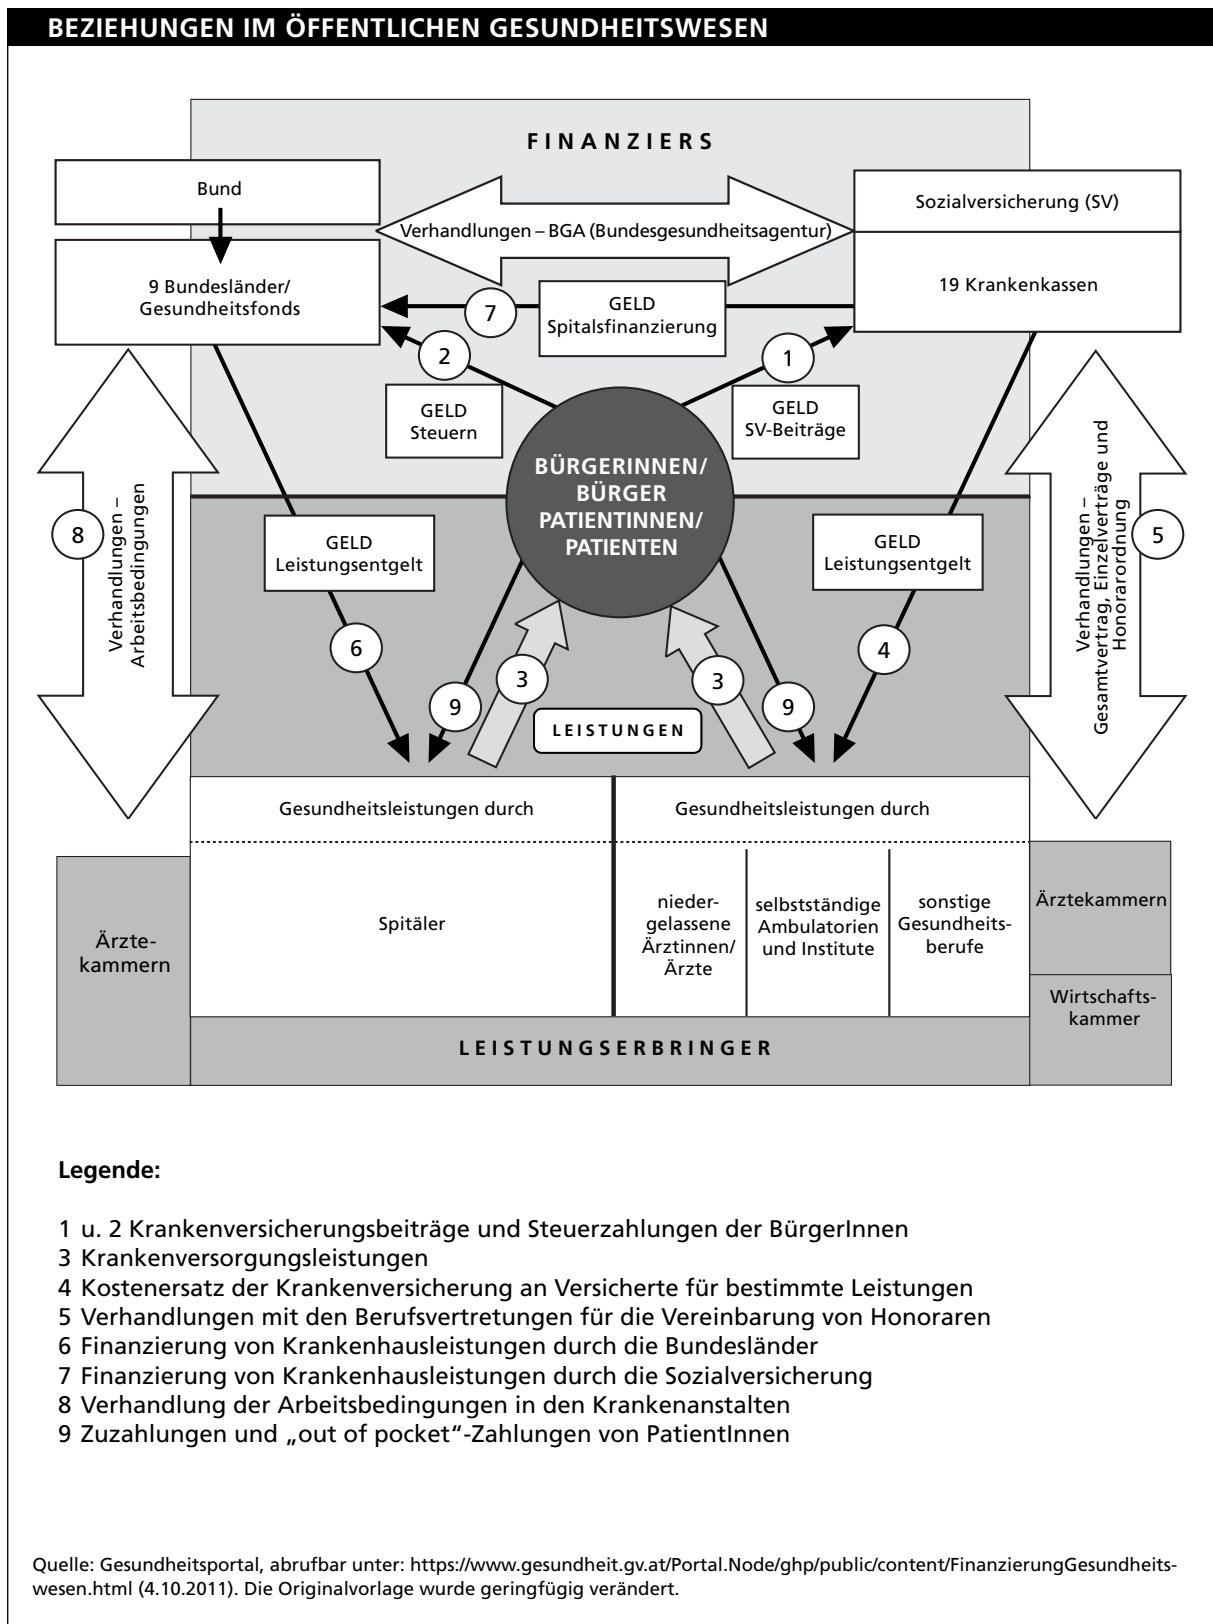 BEZIEHUNGEN IM ÖFFENTLICHEN GESUNDHEITSWESEN
FINANZIERS
Bund
Sozialversicherung (SV)
Verhandlungen – BGA (Bundesgesundheitsagentur)
9 Bundesländer/
Gesundheitsfonds
19 Krankenkassen
7
GELD
Spitalsfinanzierung
2
1
GELD
Steuern
GELD
SV-Beiträge
BÜRGERINNEN/
BÜRGER
PATIENTINNEN/
PATIENTEN
8
Verhandlungen –
Arbeitsbedingungen
GELD
Leistungsentgelt
GELD
Leistungsentgelt
Verhandlungen –
Gesamtvertrag, Einzelverträge und
Honorarordnung
5
6
4
3
3
9
9
LEISTUNGEN
Gesundheitsleistungen durch
Gesundheitsleistungen durch
Spitäler
nieder-
gelassene
Ärztinnen/
Ärzte
selbstständige
Ambulatorien
und Institute
sonstige
Gesundheits-
berufe
Ärzte-
kammern
Ärztekammern
Wirtschafts-
kammer
LEISTUNGSERBRINGER
Legende:
1 u. 2 Krankenversicherungsbeiträge und Steuerzahlungen der BürgerInnen
3 Krankenversorgungsleistungen
4 Kostenersatz der Krankenversicherung an Versicherte für bestimmte Leistungen
5 Verhandlungen mit den Berufsvertretungen für die Vereinbarung von Honoraren
6 Finanzierung von Krankenhausleistungen durch die Bundesländer
7 Finanzierung von Krankenhausleistungen durch die Sozialversicherung
8 Verhandlung der Arbeitsbedingungen in den Krankenanstalten
9 Zuzahlungen und „out of pocket“-Zahlungen von PatientInnen
Quelle: Gesundheitsportal, abrufbar unter: https://www.gesundheit.gv.at/Portal.Node/ghp/public/content/FinanzierungGesundheits-
wesen.html (4.10.2011). Die Originalvorlage wurde geringfügig verändert.